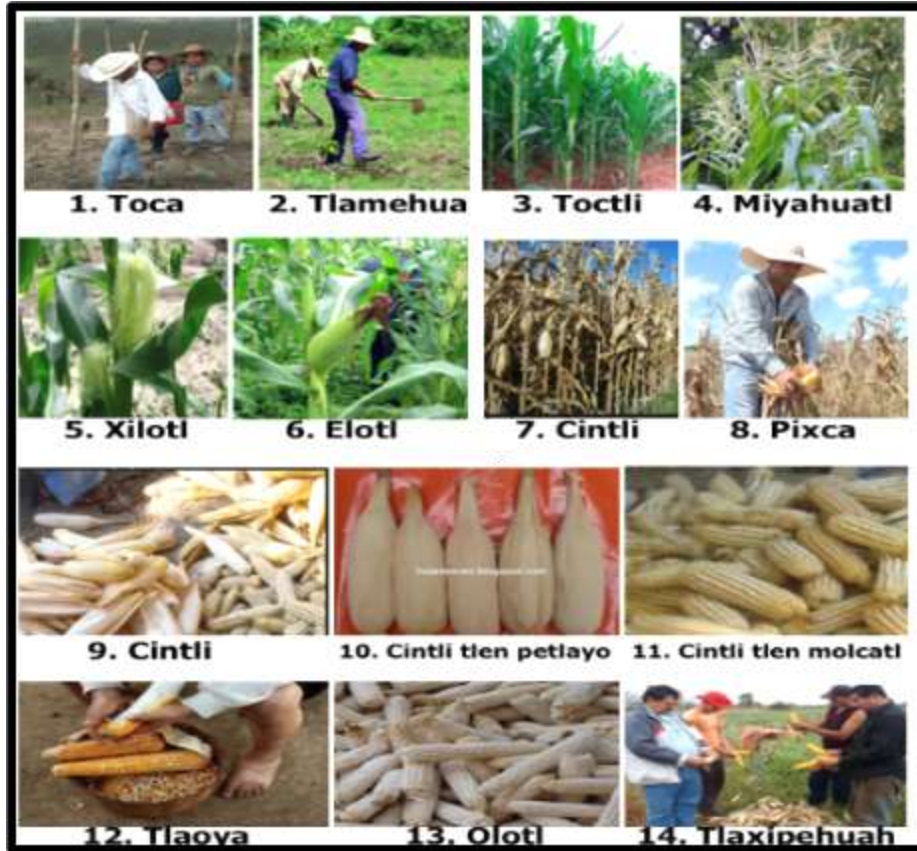 1. Toca
2. Tlamehua
3. Toctli
4. Miyahuatl
5. Xilotl
6. Elotl
7. Cintli
8. Pixca
9. Cintli
10. Cintli tlen petlayo
11. Cintli tlen molcatl
12. Tlaoya
13. Olotl
14. Tlaxipehuah